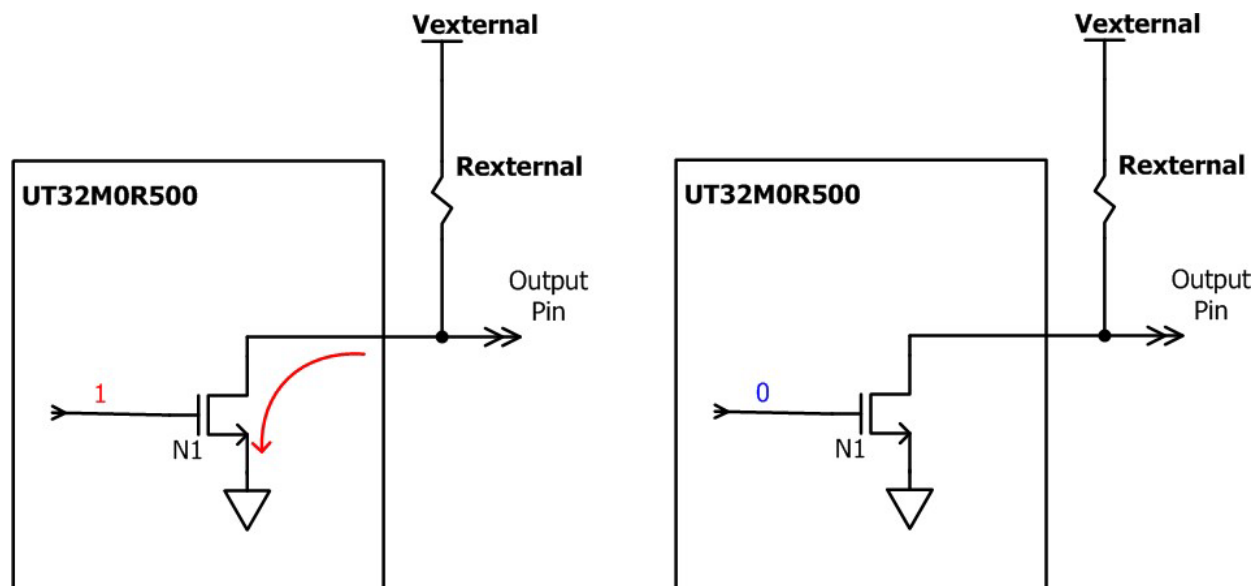 Vexternal
Rexternal
UT32M0R500
Output
Pin
1
N1
Vexternal
Rexternal
UT32M0R500
Output
Pin
0
N1